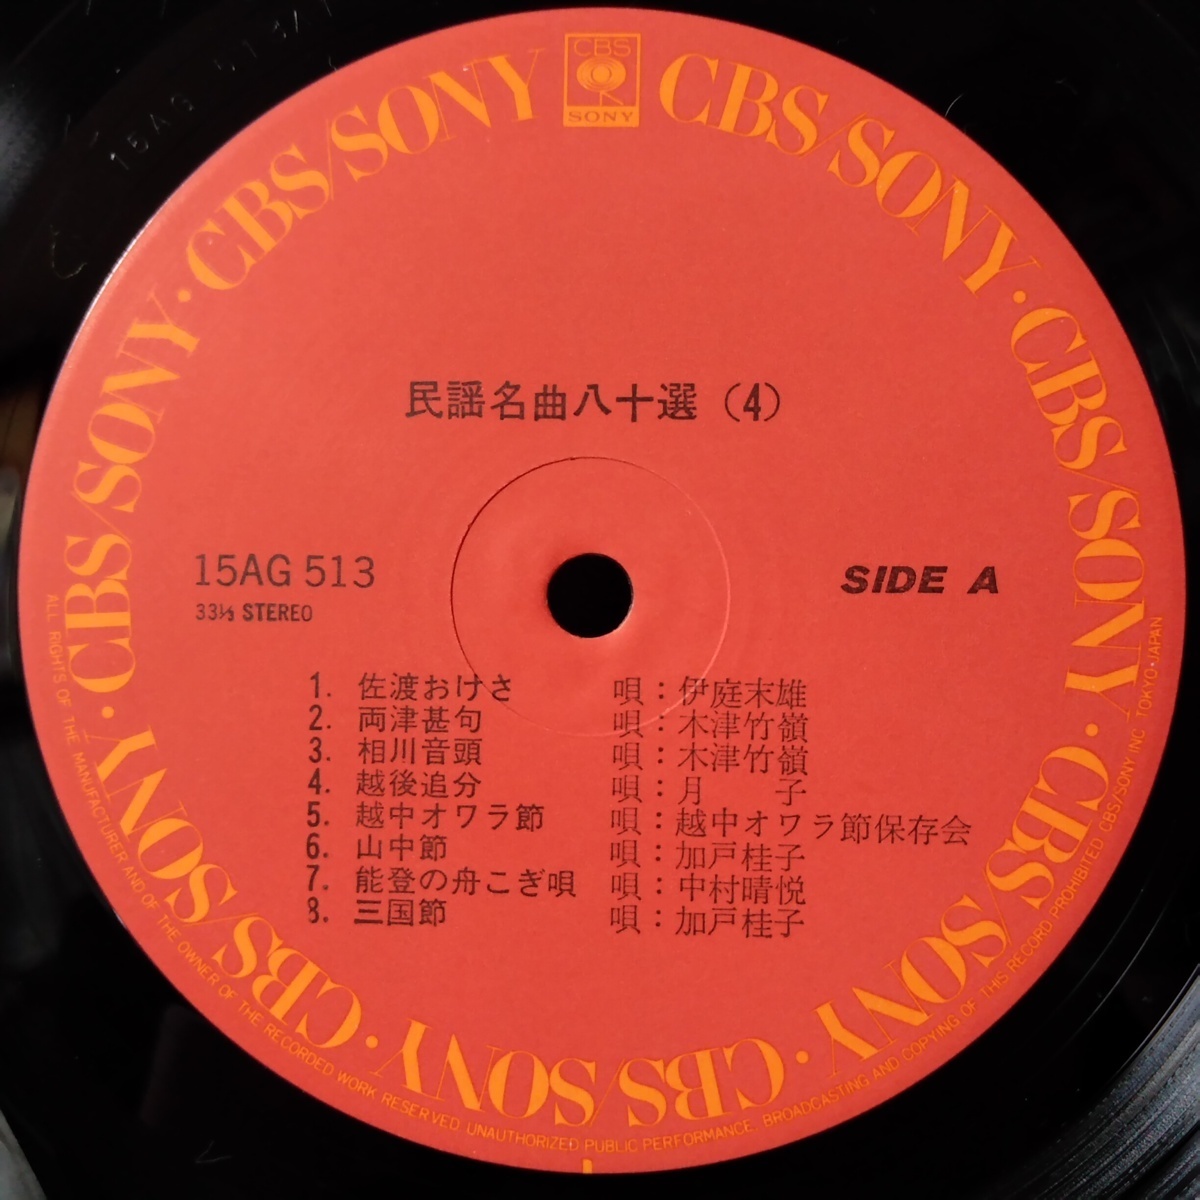 CBS
SONY
CBS/SONY · CBS/SONY · CBS/SONY · CBS/SONY · CBS/SONY · CBS/SONY · CBS/SONY · CBS/SONY
民謡名曲八十選（4）
15AG 513
33⅓ STEREO
SIDE A
1. 佐渡おけさ 唄：伊庭末雄
2. 両津甚句 唄：木津竹嶺
3. 相川音頭 唄：木津竹嶺
4. 越後追分 唄：月 子
5. 越中オワラ節 唄：越中オワラ節保存会
6. 山中節 唄：加戸桂子
7. 能登の舟こぎ唄 唄：中村晴悦
8. 三国節 唄：加戸桂子
ALL RIGHTS OF THE MANUFACTURER AND OF THE OWNER OF THE RECORDED WORK RESERVED. UNAUTHORIZED PUBLIC PERFORMANCE. BROADCASTING AND COPYING OF THIS RECORD PROHIBITED CBS/SONY INC. TOKYO·JAPAN